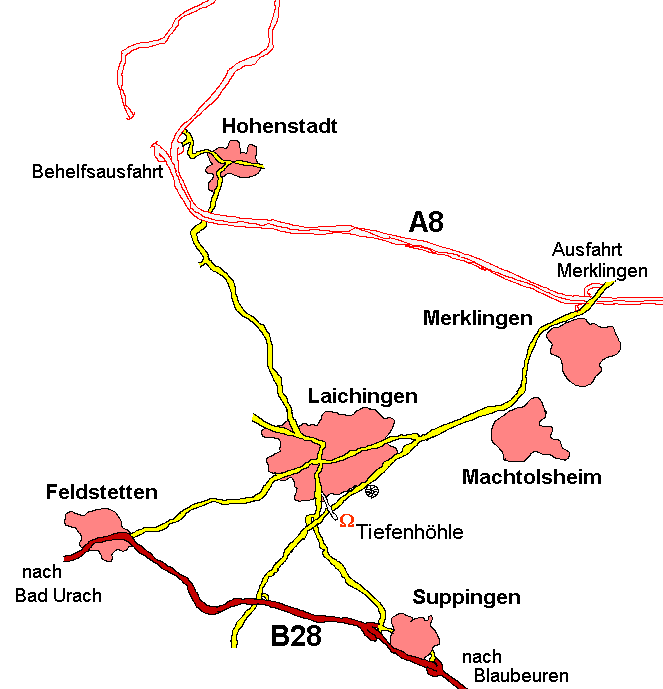 Hohenstadt
Behelfsausfahrt
A8
Ausfahrt
Merklingen
Merklingen
Laichingen
Machtolsheim
Feldstetten
Ω
Tiefenhöhle
nach
Bad Urach
Suppingen
B28
nach
Blaubeuren